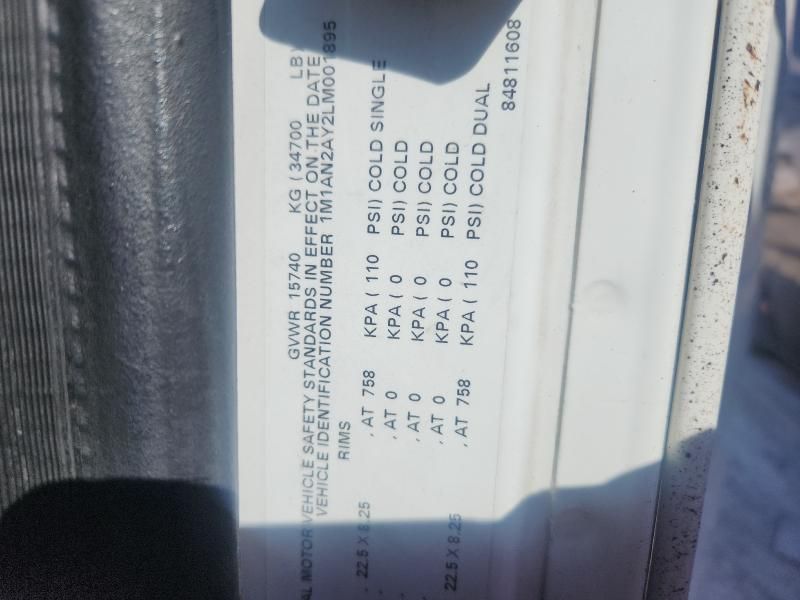 GVWR 15740 KG ( 34700 LB)
AL MOTOR VEHICLE SAFETY STANDARDS IN EFFECT ON THE DATE
VEHICLE IDENTIFICATION NUMBER 1M1AN2AY2LM001895
RIMS
. 22.5 X 8.25 , AT 758 KPA ( 110 PSI) COLD SINGLE
. , AT 0 KPA ( 0 PSI) COLD
. , AT 0 KPA ( 0 PSI) COLD
, AT 0 KPA ( 0 PSI) COLD
22.5 X 8.25 , AT 758 KPA ( 110 PSI) COLD DUAL
84811608